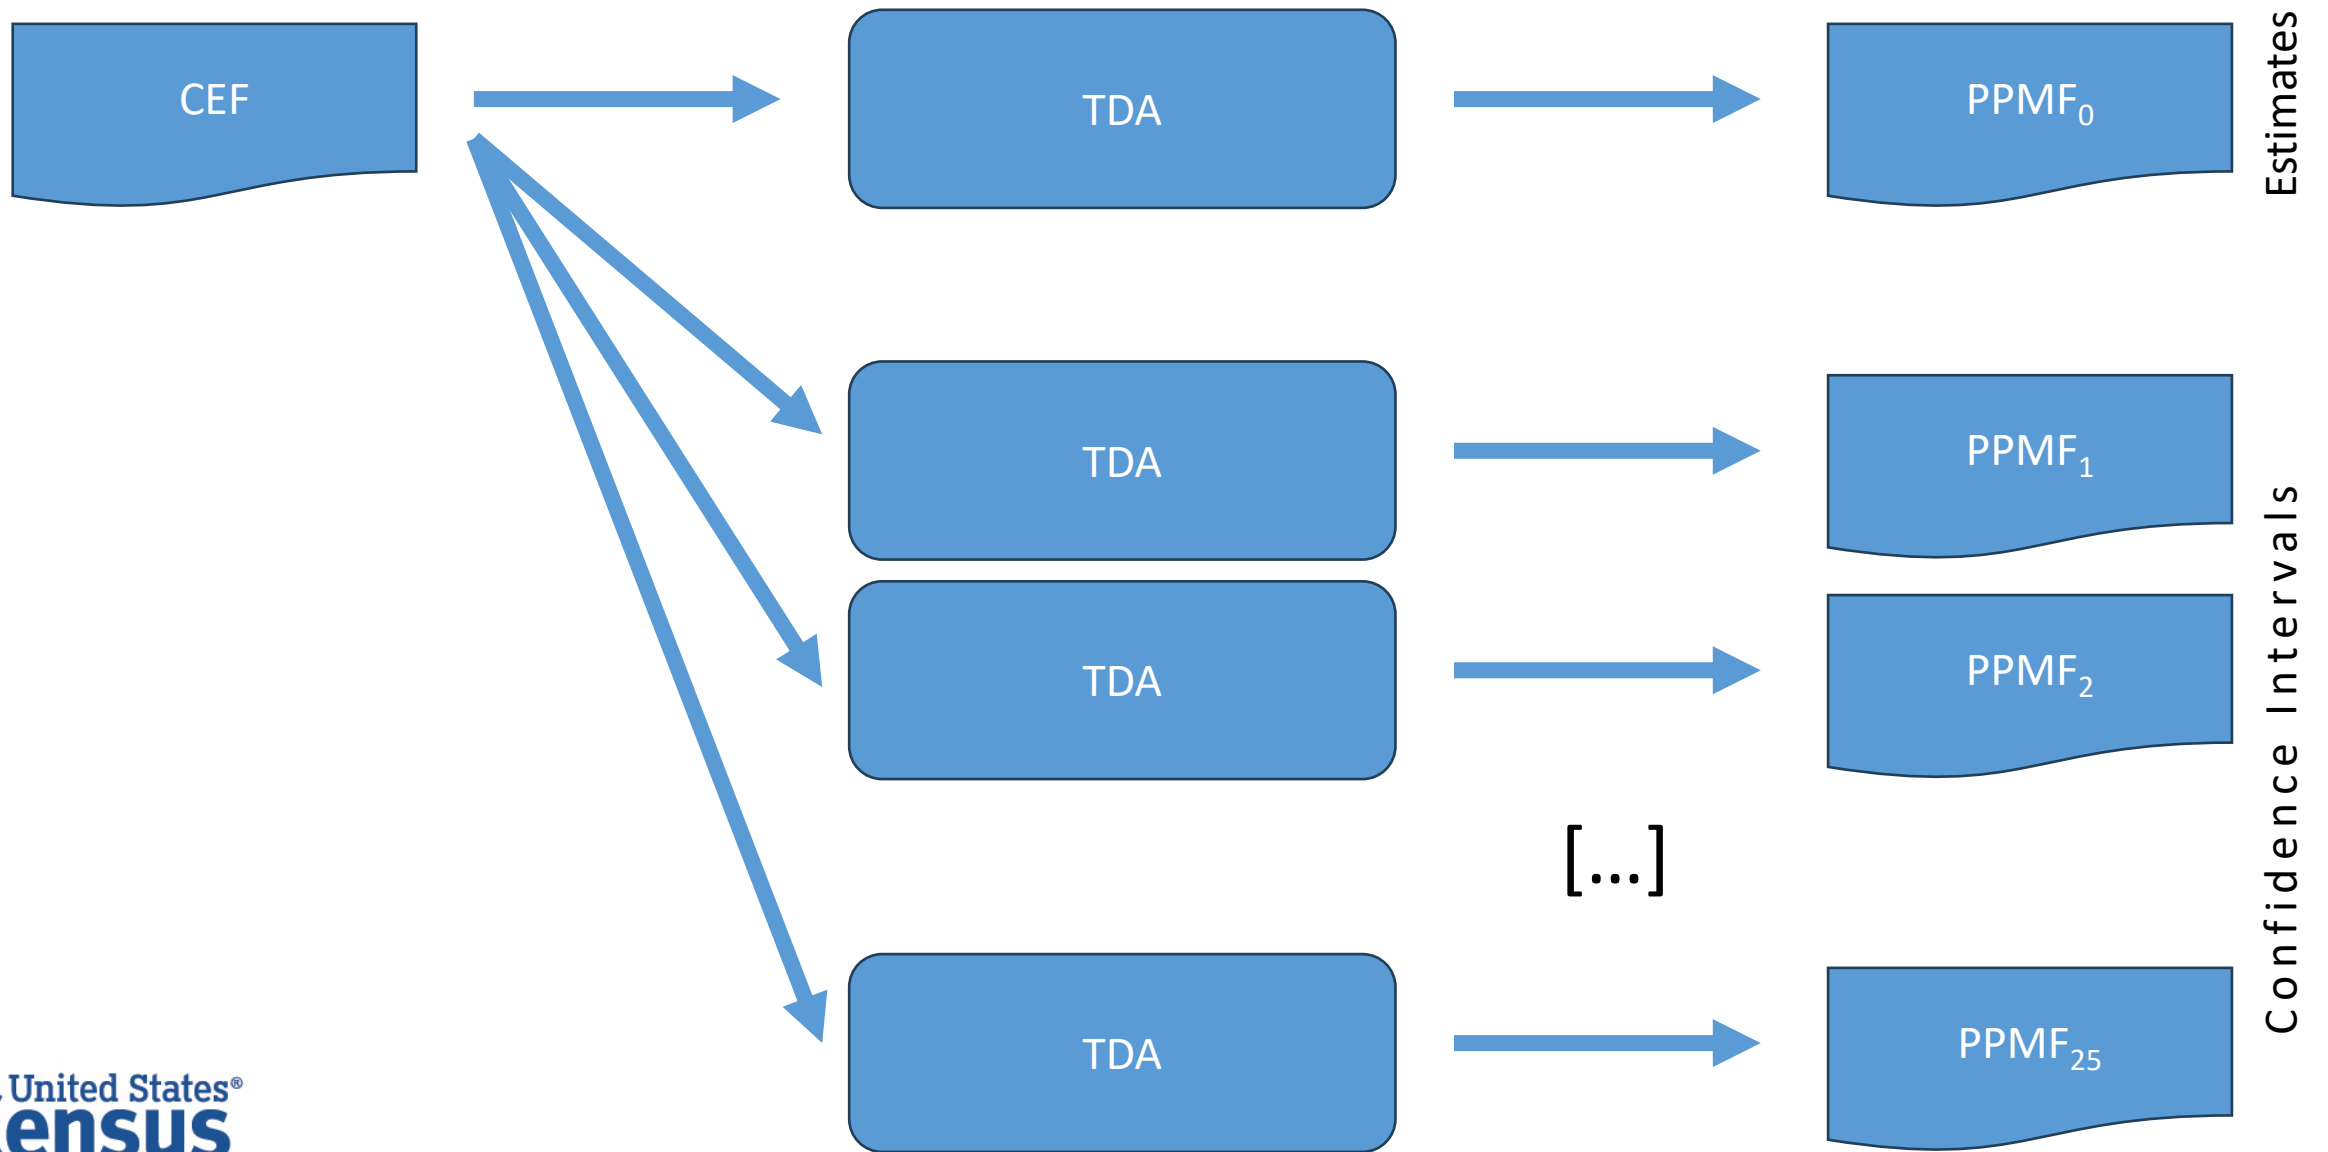 CEF
TDA
PPMF₀
Estimates
TDA
PPMF₁
TDA
PPMF₂
Confidence Intervals
[...]
TDA
PPMF₂₅
United States®
ensus